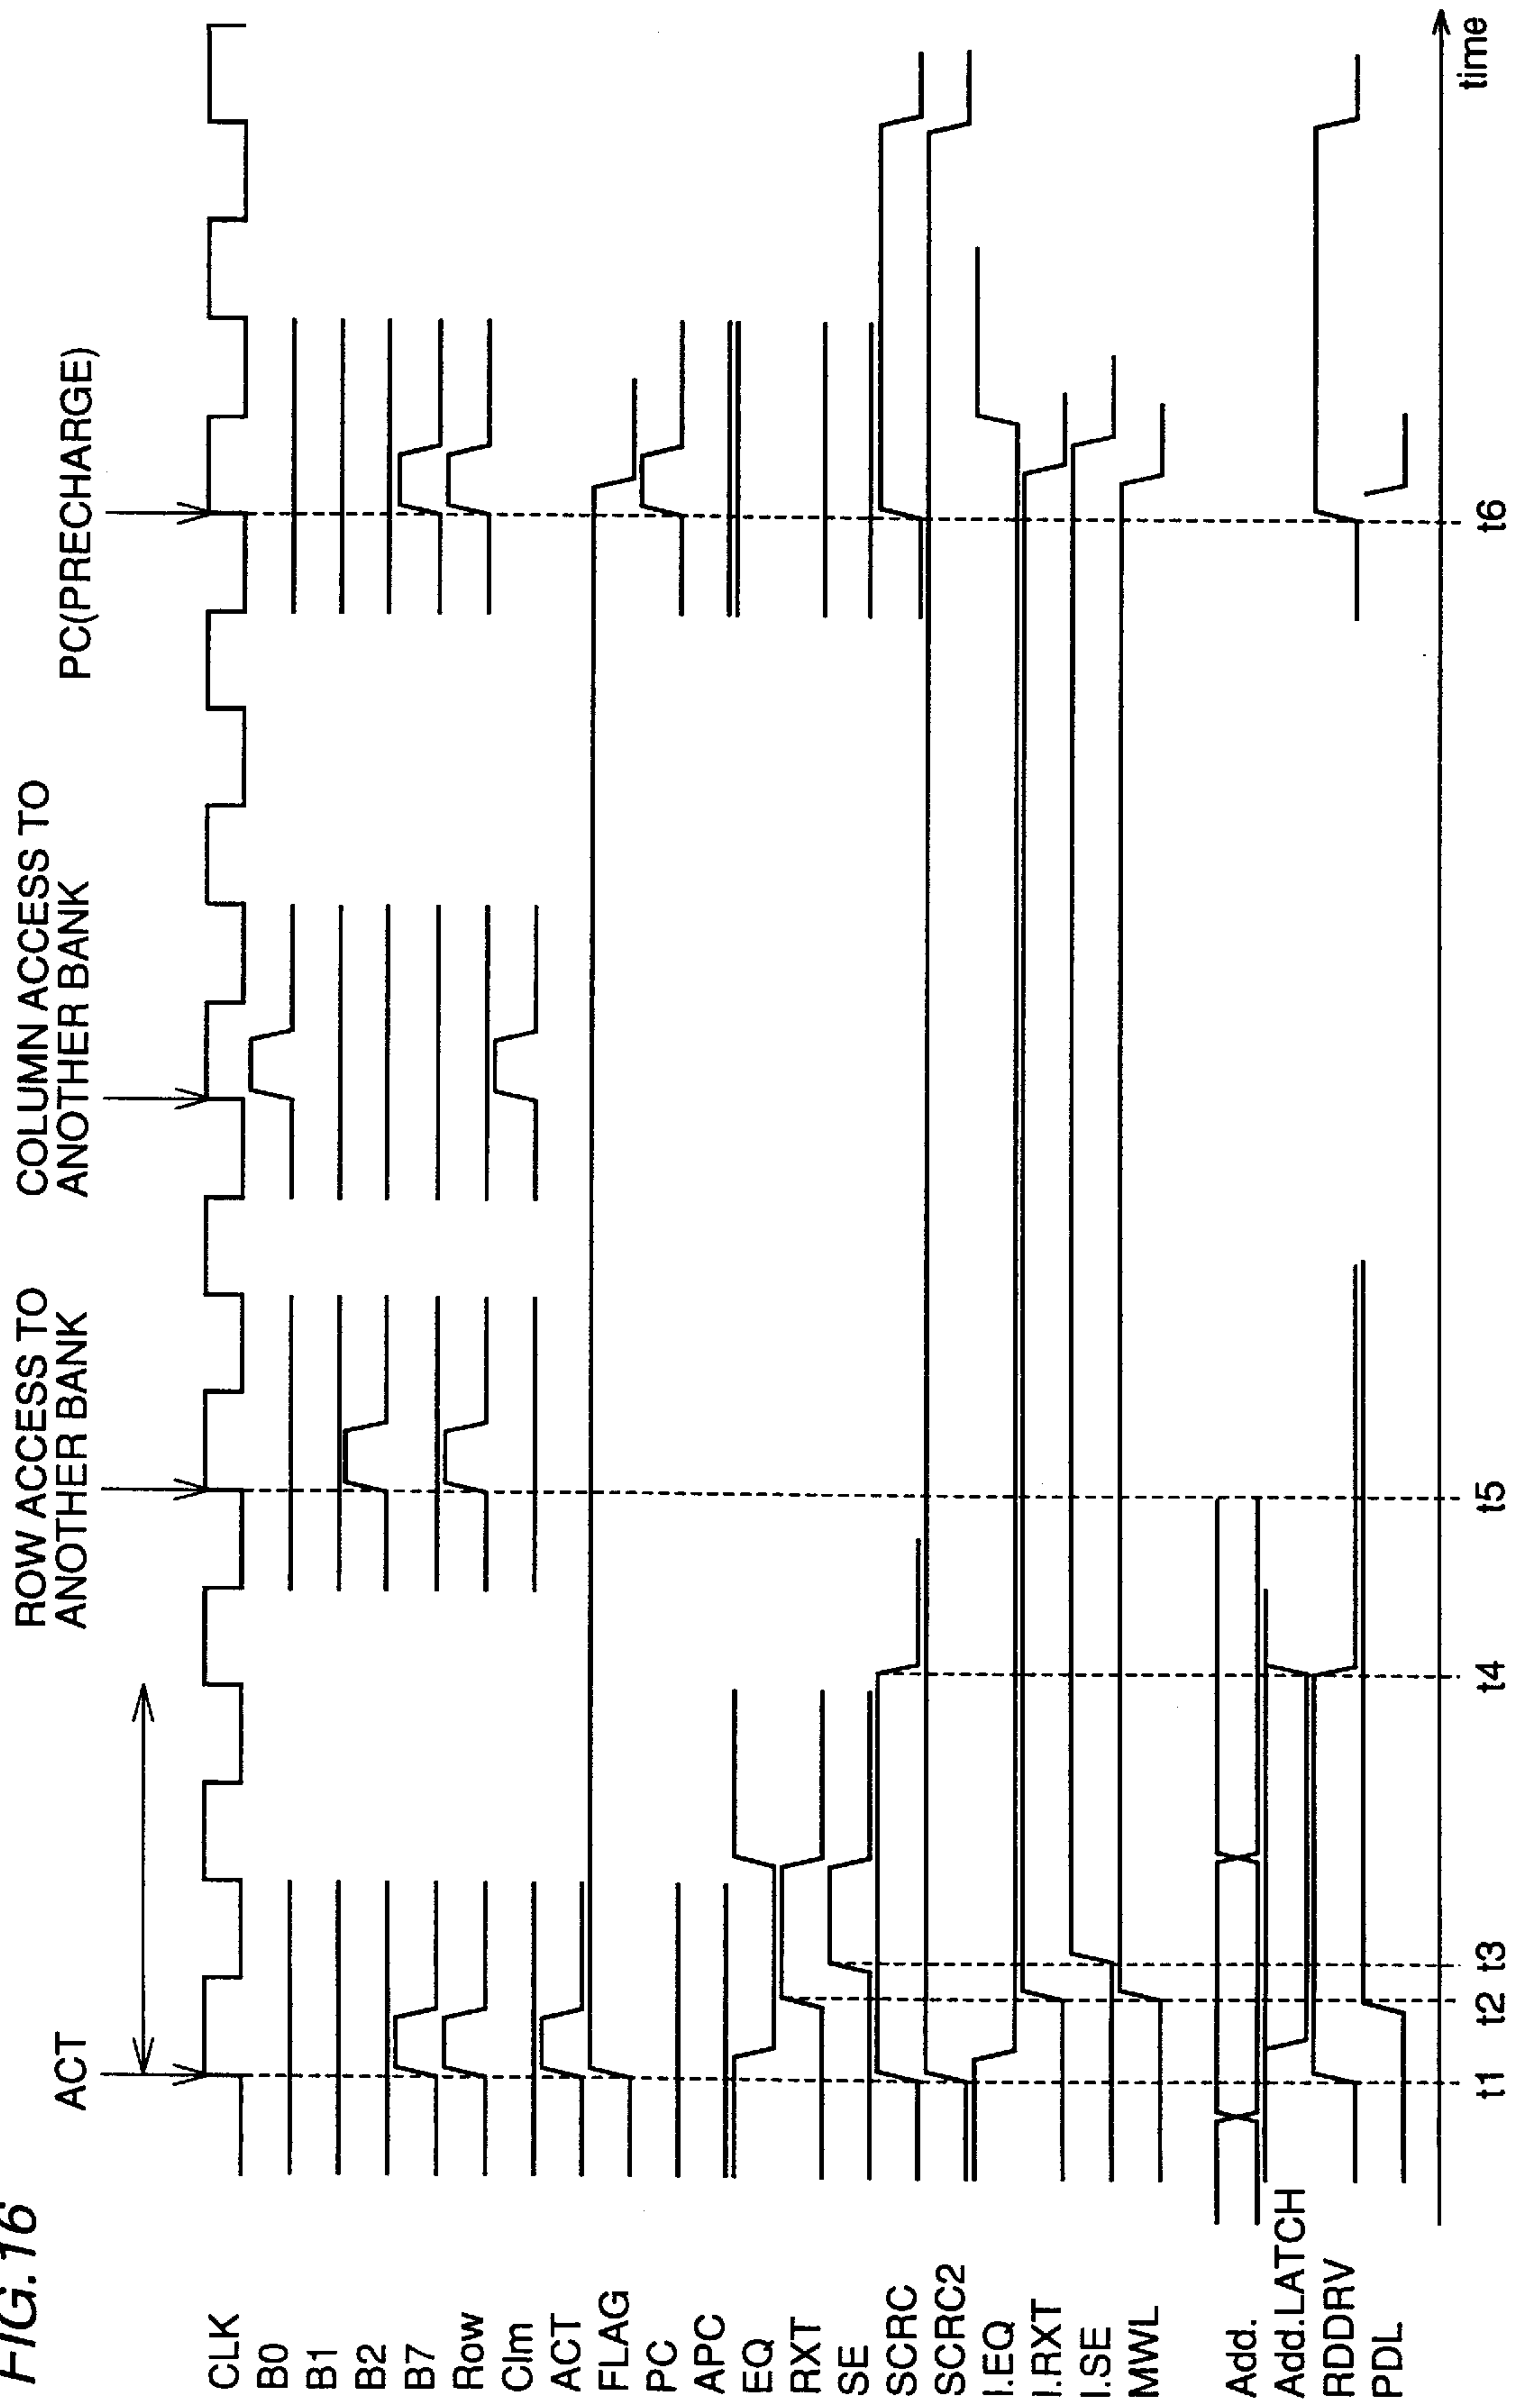 FIG.16
ACT
ROW ACCESS TO
ANOTHER BANK
COLUMN ACCESS TO
ANOTHER BANK
PC(PRECHARGE)
CLK
B0
B1
B2
B7
Row
Clm
ACT
FLAG
PC
APC
EQ
RXT
SE
SCRC
SCRC2
I.EQ
I.RXT
I.SE
MWL
Add.
Add.LATCH
RDDRV
PDL
t1
t2
t3
t4
t5
t6
time